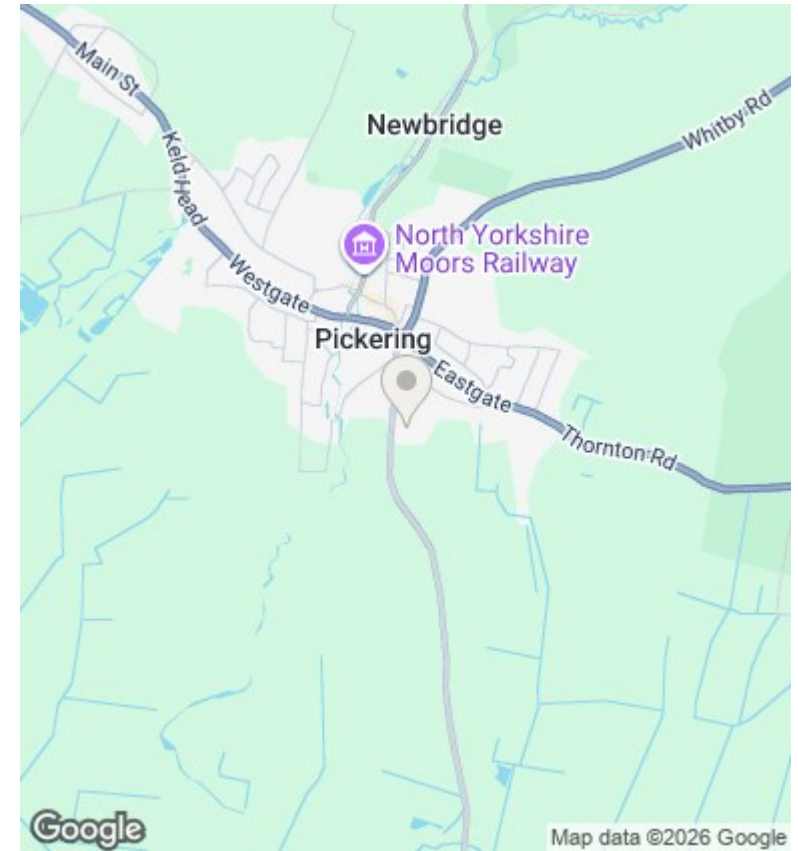 Main St
Keld Head
Newbridge
Whitby Rd
North Yorkshire
Moors Railway
Westgate
Pickering
Eastgate
Thornton Rd
Google
Map data ©2026 Google